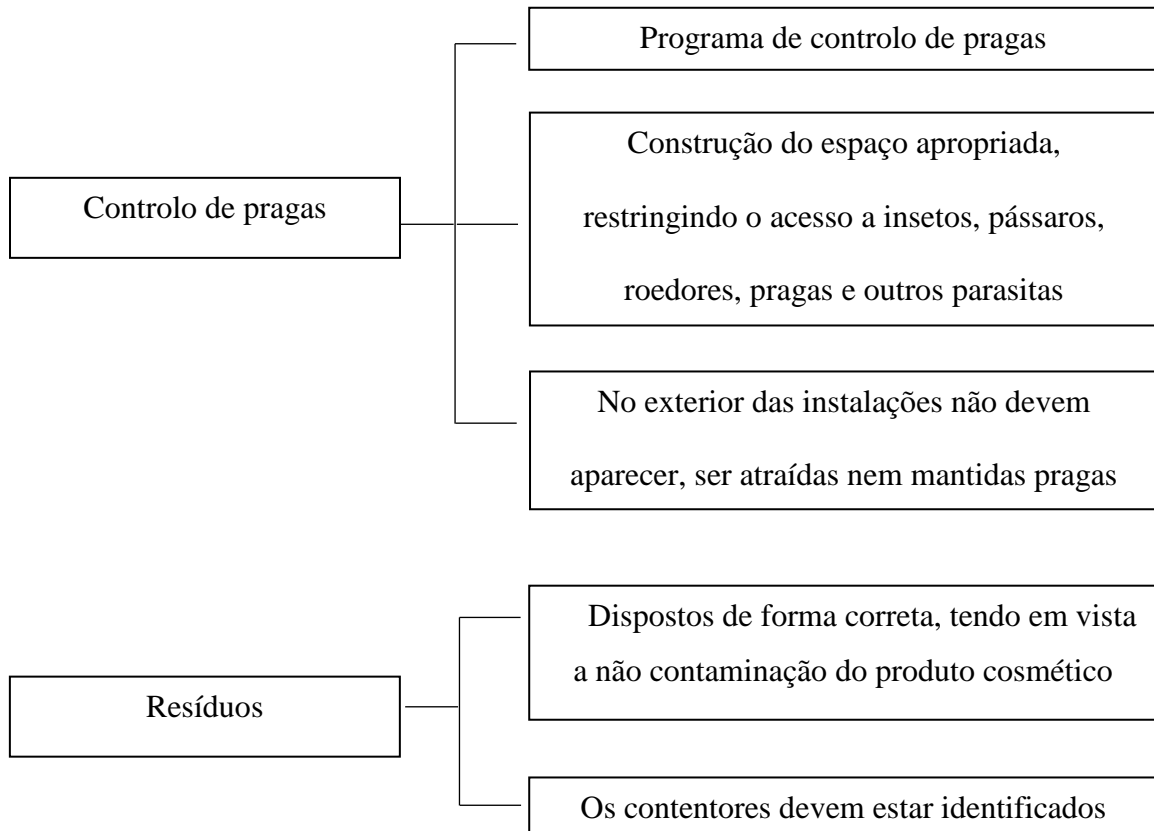 Programa de controlo de pragas
Construção do espaço apropriada,
restringindo o acesso a insetos, pássaros,
roedores, pragas e outros parasitas
Controlo de pragas
No exterior das instalações não devem
aparecer, ser atraídas nem mantidas pragas
Dispostos de forma correta, tendo em vista
a não contaminação do produto cosmético
Resíduos
Os contentores devem estar identificados